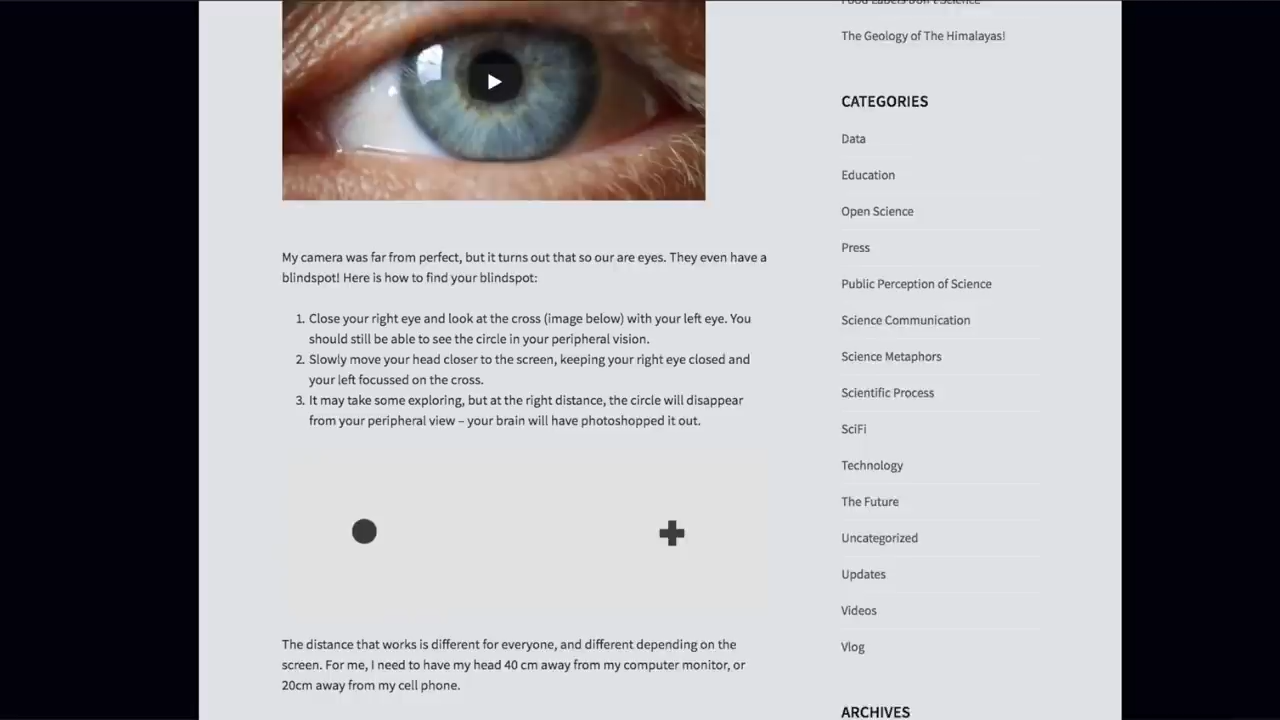 Food Labels Don't Science
The Geology of The Himalayas!
CATEGORIES
Data
Education
Open Science
Press
Public Perception of Science
Science Communication
Science Metaphors
Scientific Process
SciFi
Technology
The Future
Uncategorized
Updates
Videos
Vlog
ARCHIVES
My camera was far from perfect, but it turns out that so our are eyes. They even have a
blindspot! Here is how to find your blindspot:
1. Close your right eye and look at the cross (image below) with your left eye. You
should still be able to see the circle in your peripheral vision.
2. Slowly move your head closer to the screen, keeping your right eye closed and
your left focussed on the cross.
3. It may take some exploring, but at the right distance, the circle will disappear
from your peripheral view – your brain will have photoshopped it out.
The distance that works is different for everyone, and different depending on the
screen. For me, I need to have my head 40 cm away from my computer monitor, or
20cm away from my cell phone.